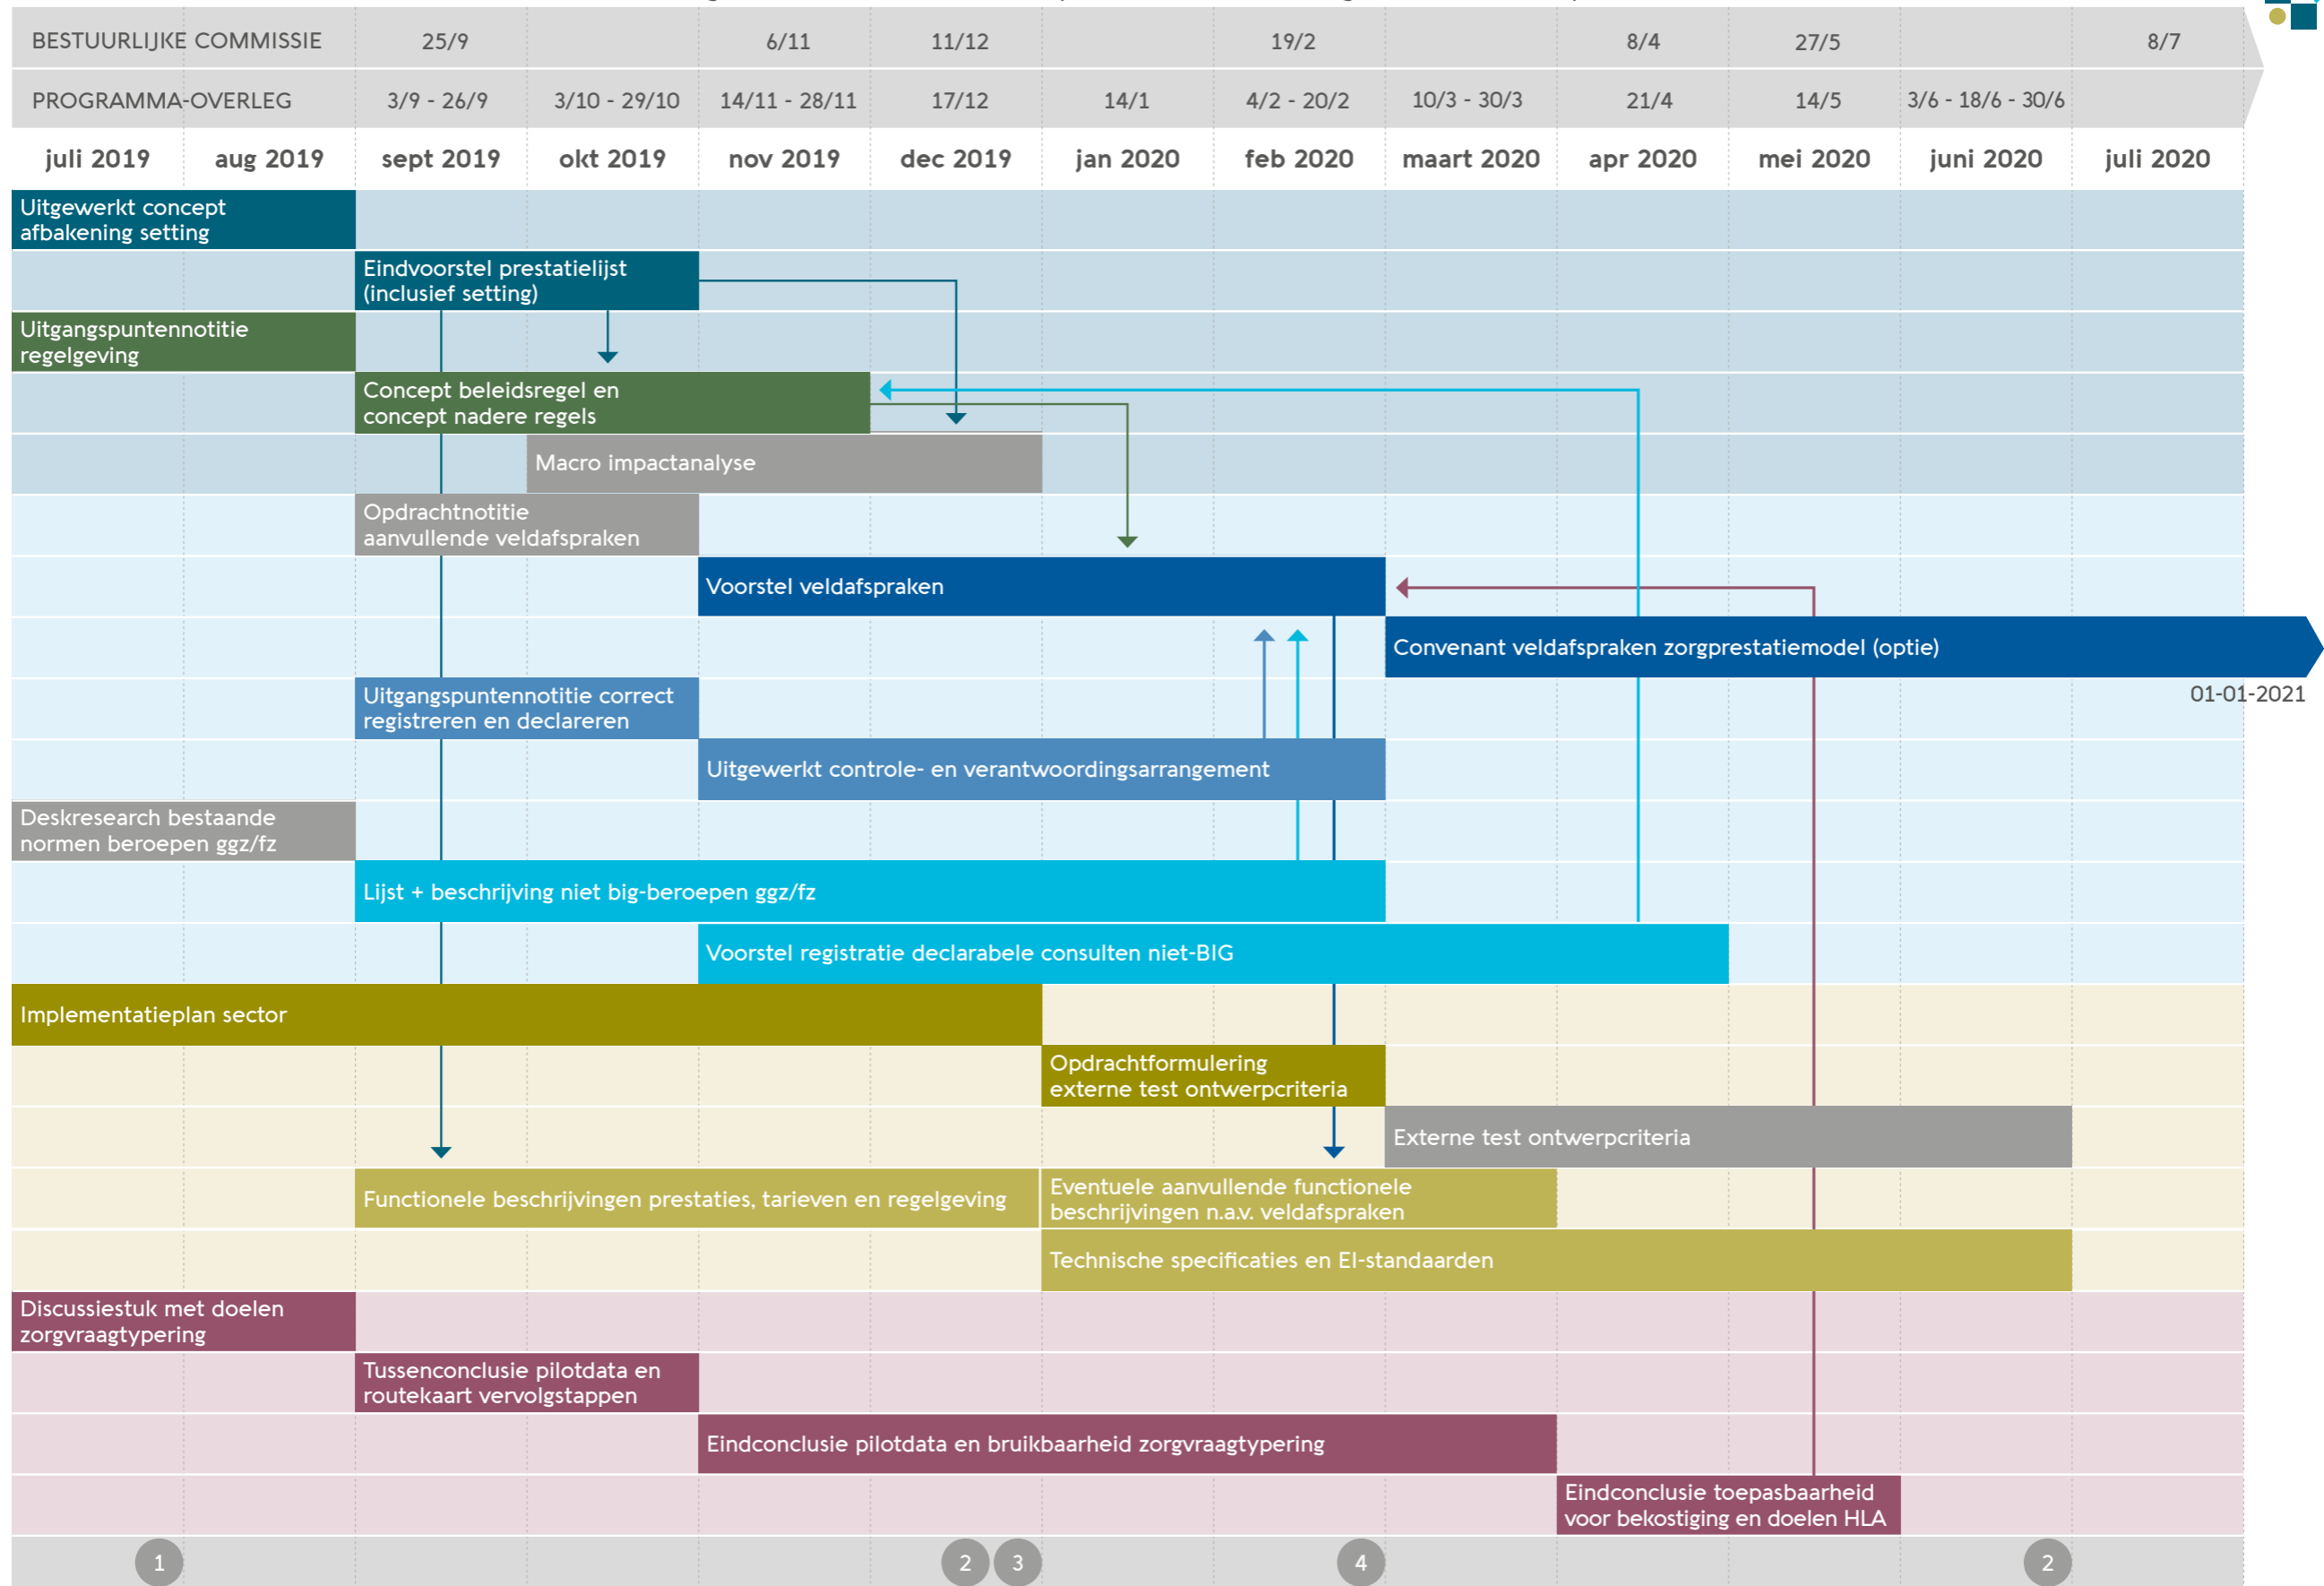 BESTUURLIJKE COMMISSIE 25/9 6/11 11/12 19/2 8/4 27/5 8/7
PROGRAMMA-OVERLEG 3/9 - 26/9 3/10 - 29/10 14/11 - 28/11 17/12 14/1 4/2 - 20/2 10/3 - 30/3 21/4 14/5 3/6 - 18/6 - 30/6
juli 2019 aug 2019 sept 2019 okt 2019 nov 2019 dec 2019 jan 2020 feb 2020 maart 2020 apr 2020 mei 2020 juni 2020 juli 2020
Uitgewerkt concept
afbakening setting
Eindvoorstel prestatielijst
(inclusief setting)
Uitgangspuntennotitie
regelgeving
Concept beleidsregel en
concept nadere regels
Macro impactanalyse
Opdrachtnotitie
aanvullende veldafspraken
Voorstel veldafspraken
Convenant veldafspraken zorgprestatiemodel (optie)
01-01-2021
Uitgangspuntennotitie correct
registreren en declareren
Uitgewerkt controle- en verantwoordingsarrangement
Deskresearch bestaande
normen beroepen ggz/fz
Lijst + beschrijving niet big-beroepen ggz/fz
Voorstel registratie declarabele consulten niet-BIG
Implementatieplan sector
Opdrachtformulering
externe test ontwerpcriteria
Externe test ontwerpcriteria
Functionele beschrijvingen prestaties, tarieven en regelgeving
Eventuele aanvullende functionele
beschrijvingen n.a.v. veldafspraken
Technische specificaties en EI-standaarden
Discussiestuk met doelen
zorgvraagtypering
Tussenconclusie pilotdata en
routekaart vervolgstappen
Eindconclusie pilotdata en bruikbaarheid zorgvraagtypering
Eindconclusie toepasbaarheid
voor bekostiging en doelen HLA
1 2 3 4 2